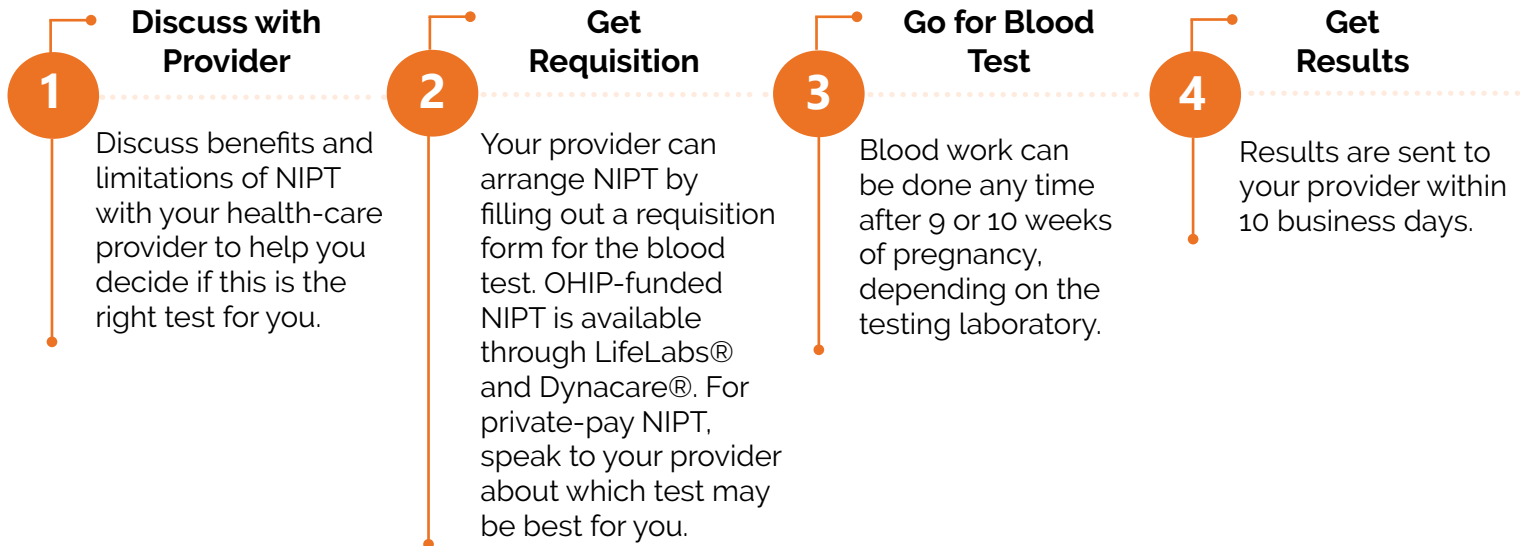 1
Discuss with
Provider
Discuss benefits and
limitations of NIPT
with your health-care
provider to help you
decide if this is the
right test for you.
2
Get
Requisition
Your provider can
arrange NIPT by
filling out a requisition
form for the blood
test. OHIP-funded
NIPT is available
through LifeLabs®
and Dynacare®. For
private-pay NIPT,
speak to your provider
about which test may
be best for you.
3
Go for Blood
Test
Blood work can
be done any time
after 9 or 10 weeks
of pregnancy,
depending on the
testing laboratory.
4
Get
Results
Results are sent to
your provider within
10 business days.